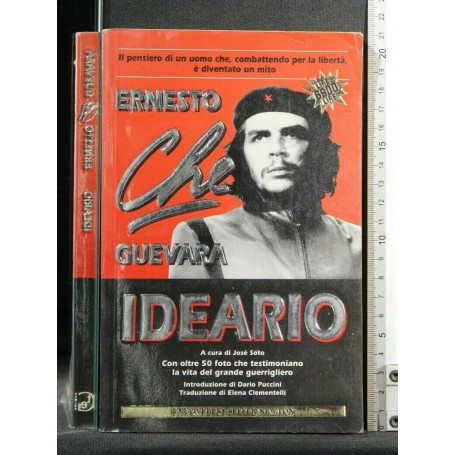 Il pensiero di un uomo che, combattendo per la libertà,
è diventato un mito
ERNESTO
Che
GUEVARA
IDEARIO
A cura di José Soto
Con oltre 50 foto che testimoniano
la vita del grande guerrigliero
Introduzione di Dario Puccini
Traduzione di Elena Clementelli
IDEARIO
ERNESTO
Che
GUEVARA